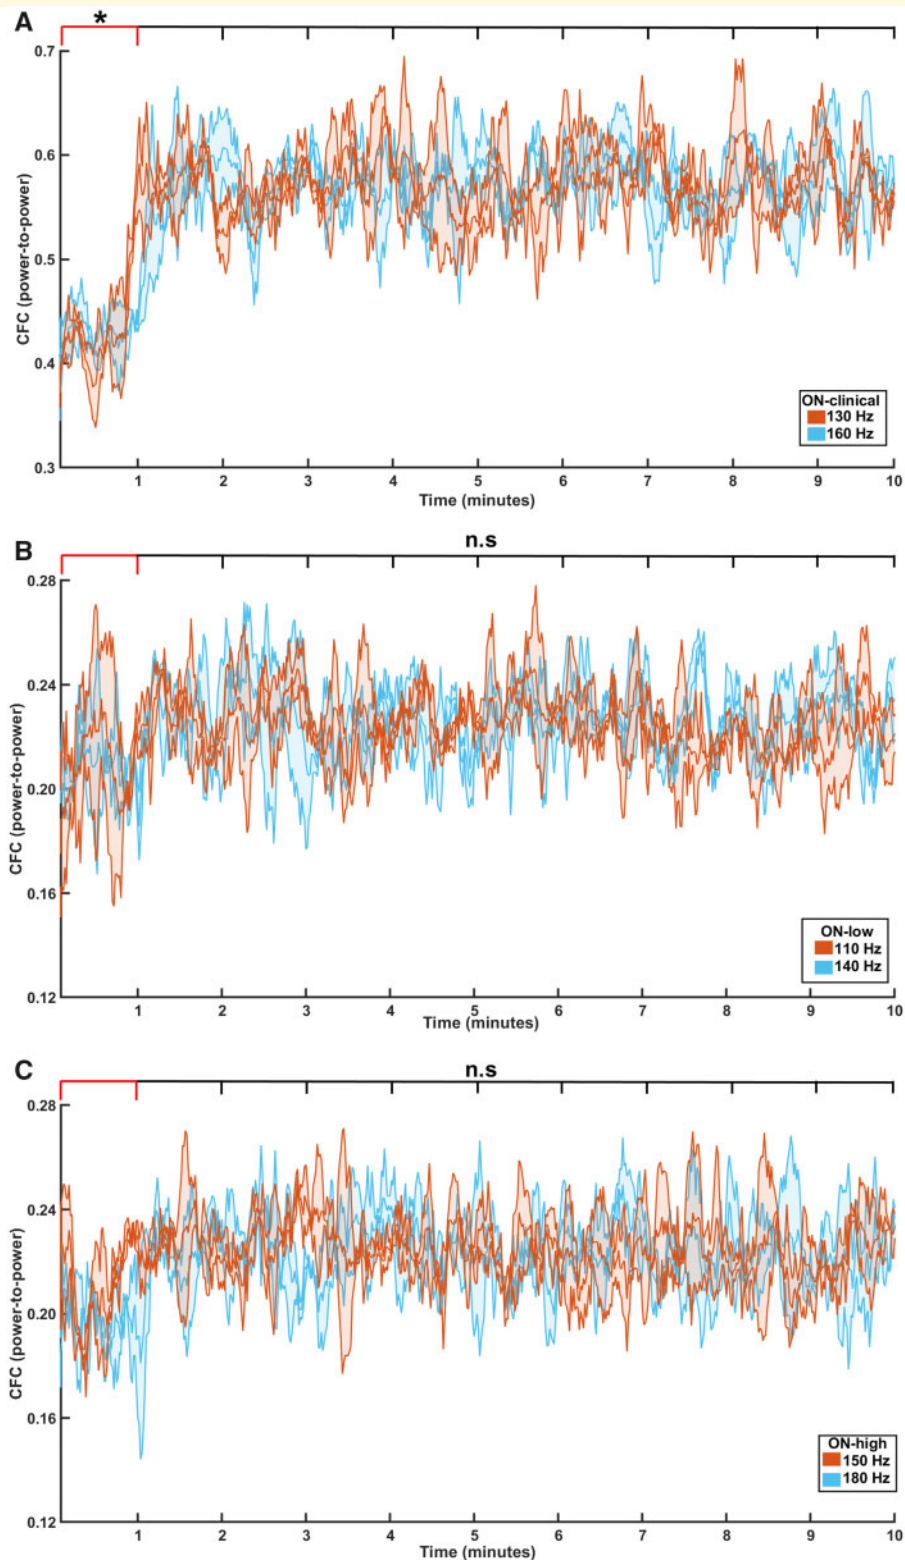 A
*
0.7
0.6
0.5
0.4
0.3
CFC (power-to-power)
ON-clinical
130 Hz
160 Hz
1 2 3 4 5 6 7 8 9 10
Time (minutes)
B
n.s
0.28
0.24
0.20
0.16
0.12
CFC (power-to-power)
ON-low
110 Hz
140 Hz
1 2 3 4 5 6 7 8 9 10
Time (minutes)
C
n.s
0.28
0.24
0.20
0.16
0.12
CFC (power-to-power)
ON-high
150 Hz
180 Hz
1 2 3 4 5 6 7 8 9 10
Time (minutes)